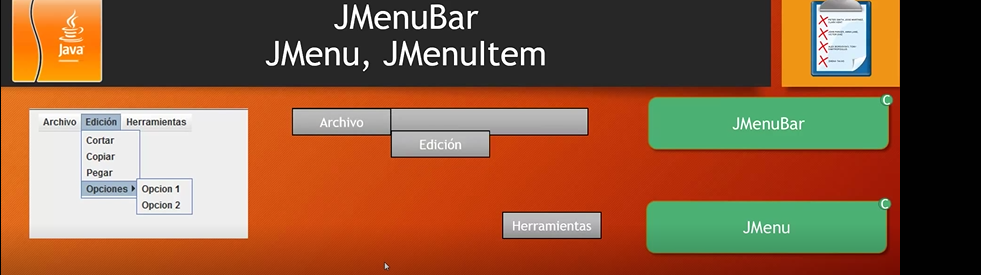 JMenuBar
JMenu, JMenuItem
Java
Archivo Edición Herramientas
Cortar
Copiar
Pegar
Opciones
Opcion 1
Opcion 2
Archivo
Edición
Herramientas
C
JMenuBar
C
JMenu